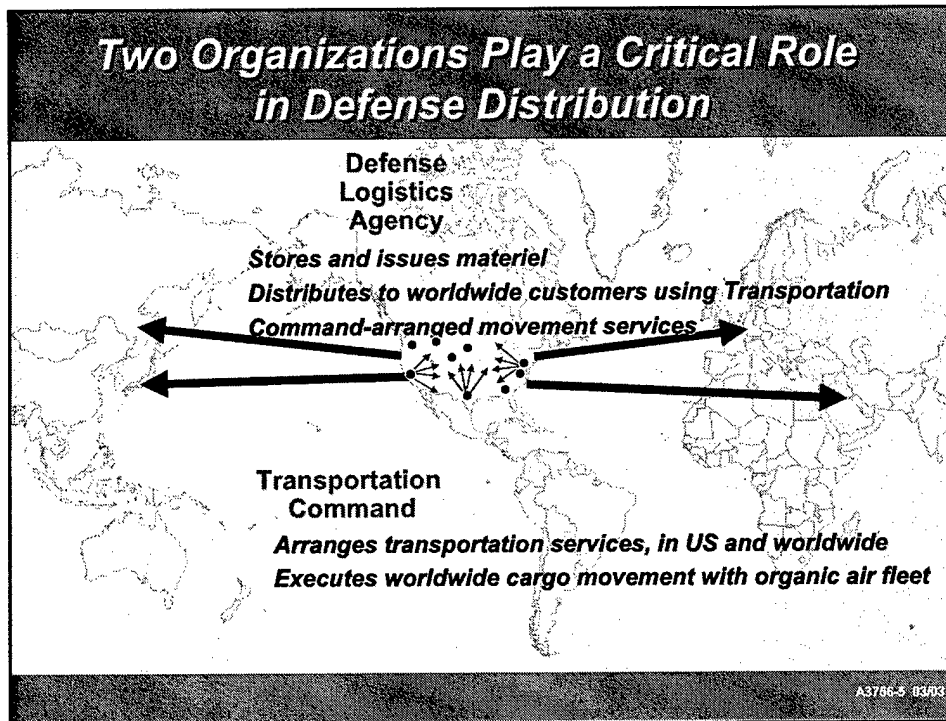 Two Organizations Play a Critical Role
in Defense Distribution
Defense
Logistics
Agency
Stores and issues materiel
Distributes to worldwide customers using Transportation
Command-arranged movement services
Transportation
Command
Arranges transportation services, in US and worldwide
Executes worldwide cargo movement with organic air fleet
A3766-5 03/03